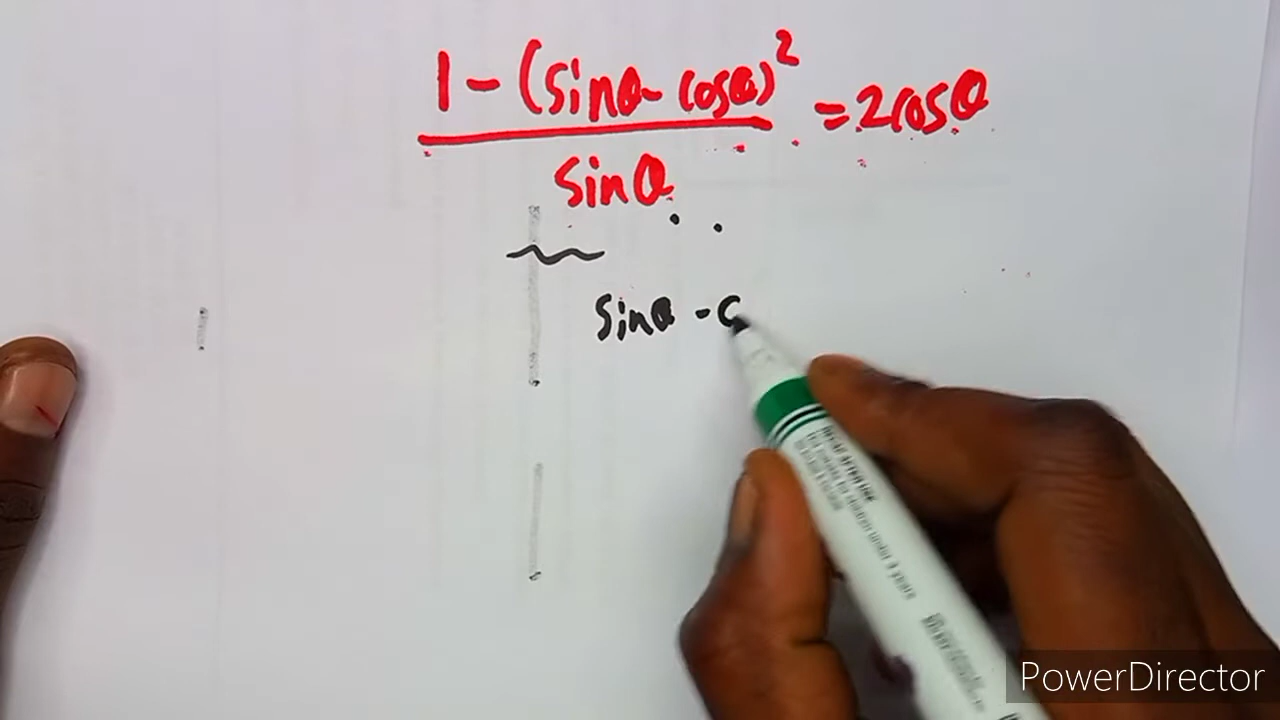 1 - (sinθ - cosθ)² = 2cosθ
sinθ
sinθ - c
PowerDirector